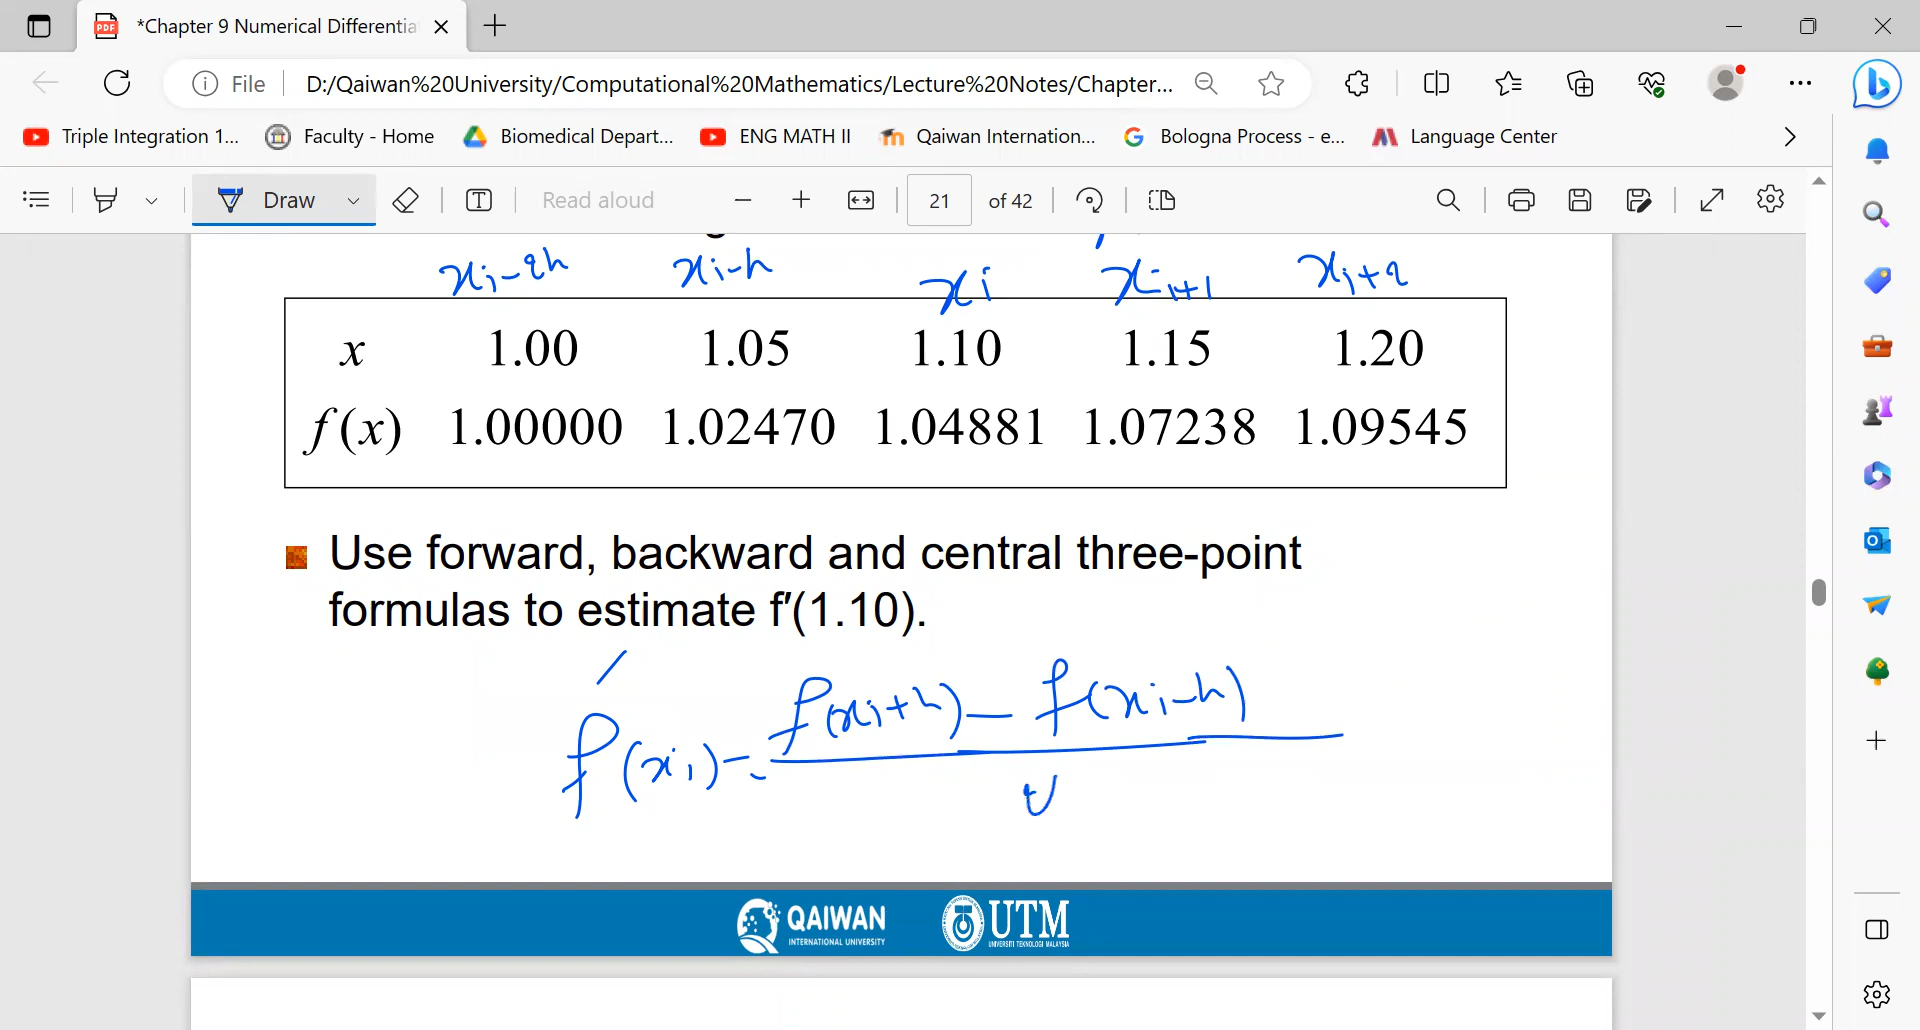 *Chapter 9 Numerical Differentia
File D:/Qaiwan%20University/Computational%20Mathematics/Lecture%20Notes/Chapter...
Triple Integration 1... Faculty - Home Biomedical Depart... ENG MATH II Qaiwan Internation... Bologna Process - e... Language Center
Draw Read aloud 21 of 42
xi-2h xi-h xi xi+1 xi+2
x 1.00 1.05 1.10 1.15 1.20
f(x) 1.00000 1.02470 1.04881 1.07238 1.09545
Use forward, backward and central three-point
formulas to estimate f′(1.10).
f(xi+h) - f(xi-h)
f′(xi) =
QAIWAN INTERNATIONAL UNIVERSITY UTM UNIVERSITI TEKNOLOGI MALAYSIA